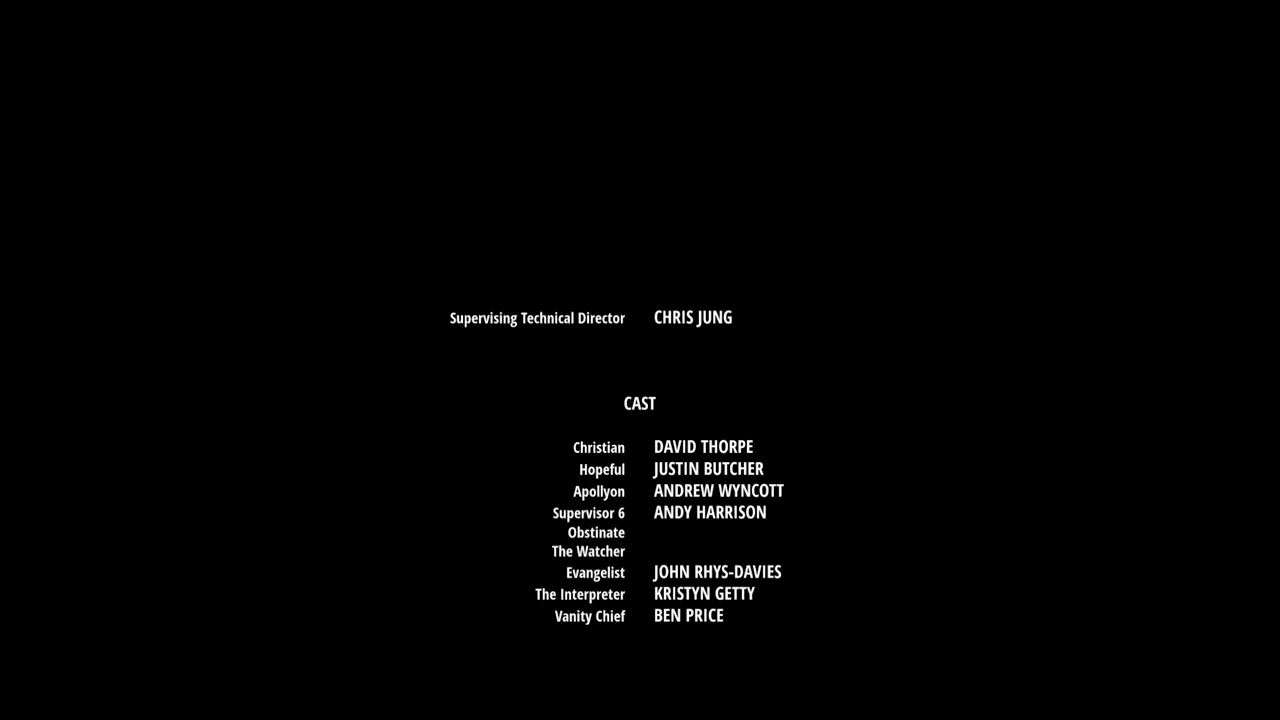 Supervising Technical Director CHRIS JUNG
CAST
Christian DAVID THORPE
Hopeful JUSTIN BUTCHER
Apollyon ANDREW WYNCOTT
Supervisor 6 ANDY HARRISON
Obstinate
The Watcher
Evangelist JOHN RHYS-DAVIES
The Interpreter KRISTYN GETTY
Vanity Chief BEN PRICE